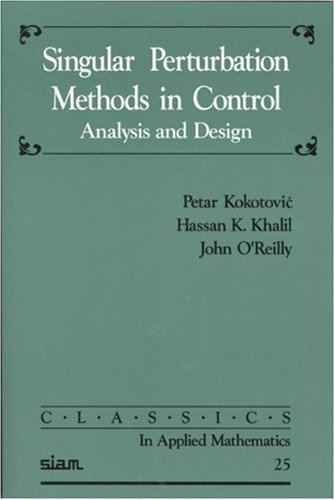 Singular Perturbation
Methods in Control
Analysis and Design
Petar Kokotović
Hassan K. Khalil
John O'Reilly
C·L·A·S·S·I·C·S
In Applied Mathematics
siam
25